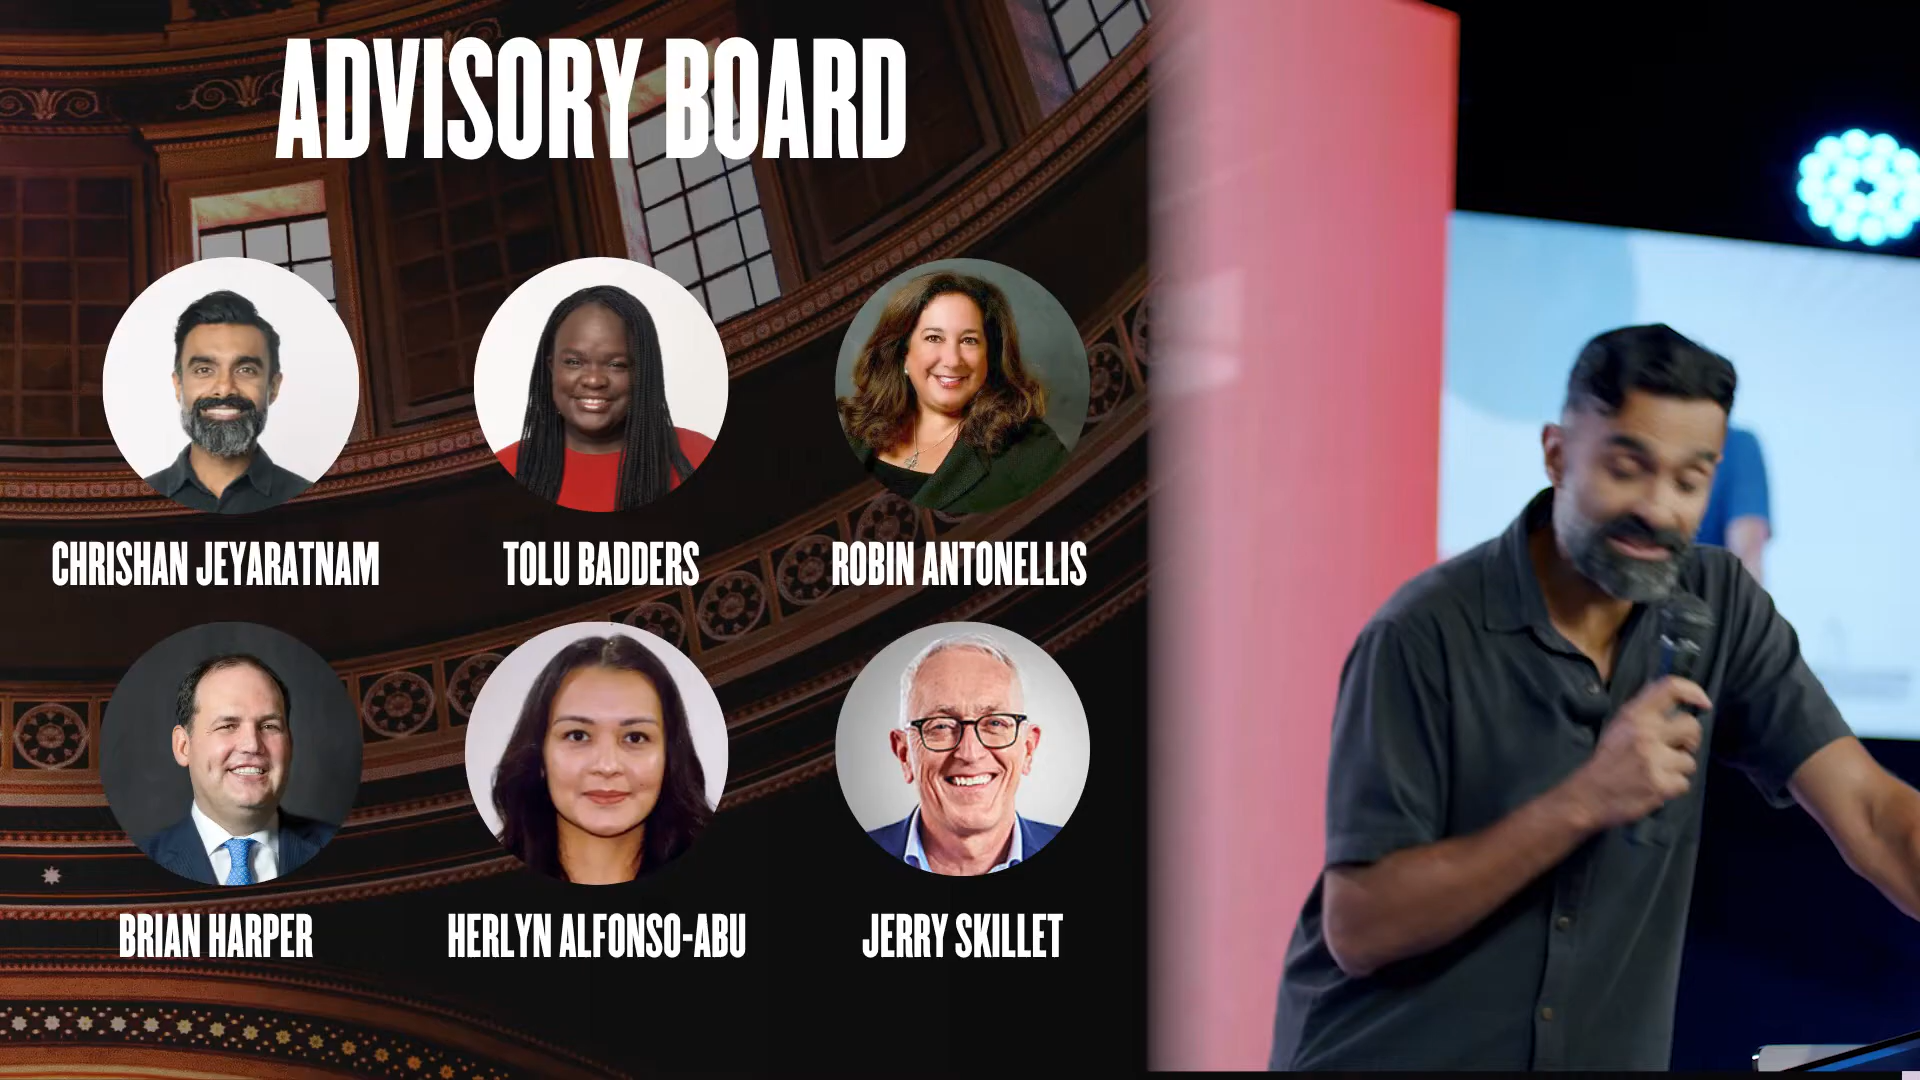 ADVISORY BOARD
CHRISHAN JEYARATNAM
TOLU BADDERS
ROBIN ANTONELLIS
BRIAN HARPER
HERLYN ALFONSO-ABU
JERRY SKILLET